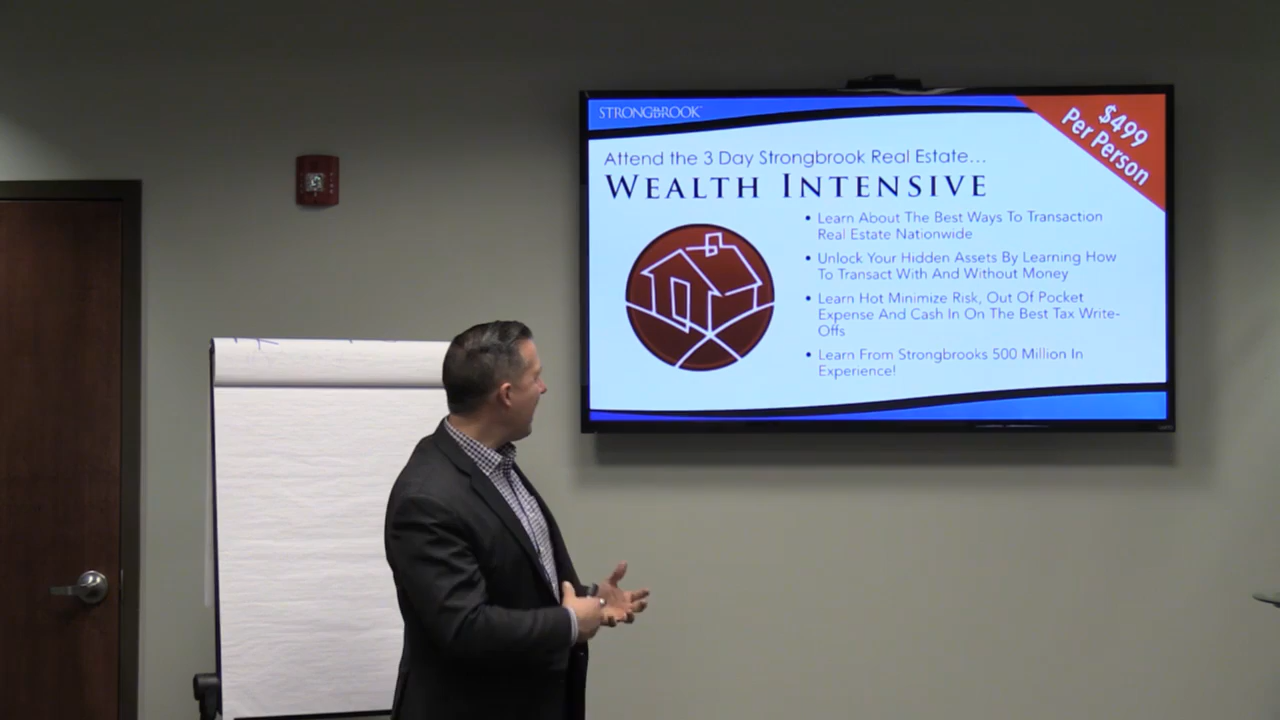 STRONGBROOK
$499
Per Person
Attend the 3 Day Strongbrook Real Estate...
WEALTH INTENSIVE
• Learn About The Best Ways To Transaction
Real Estate Nationwide
• Unlock Your Hidden Assets By Learning How
To Transact With And Without Money
• Learn Hot Minimize Risk, Out Of Pocket
Expense And Cash In On The Best Tax Write-
Offs
• Learn From Strongbrooks 500 Million In
Experience!